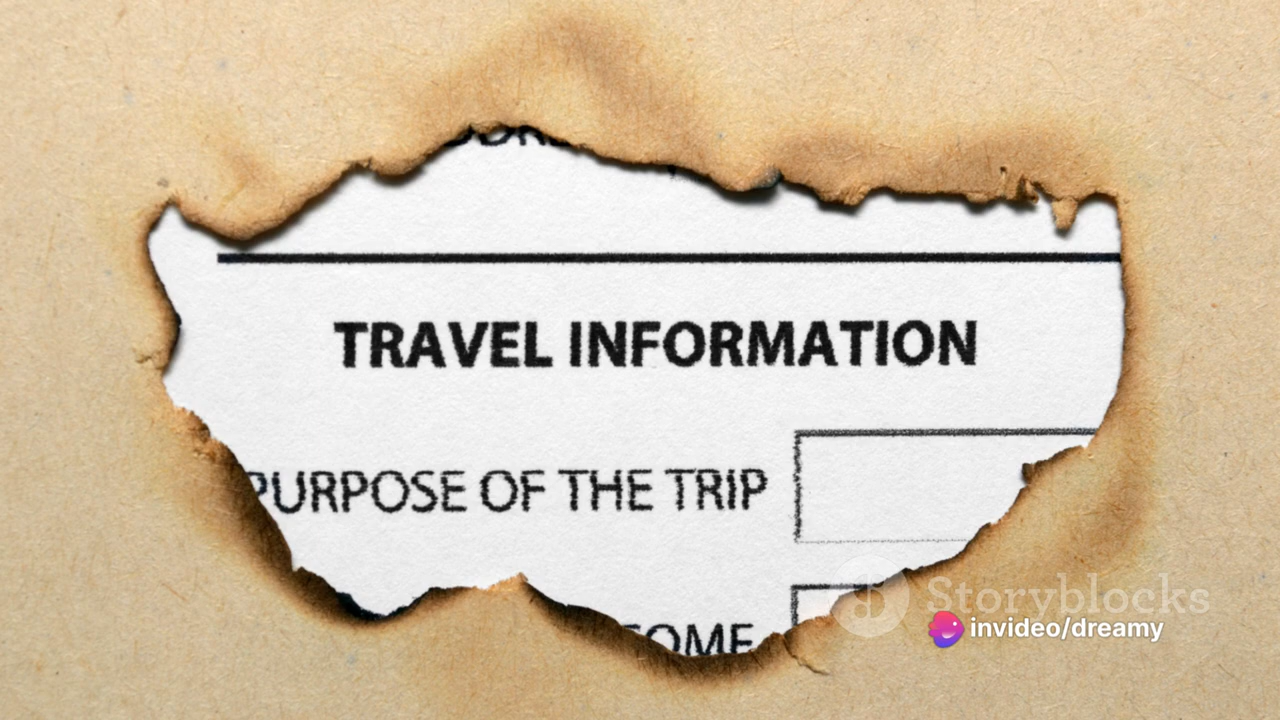 TRAVEL INFORMATION
PURPOSE OF THE TRIP
Storyblocks
invideo/dreamy